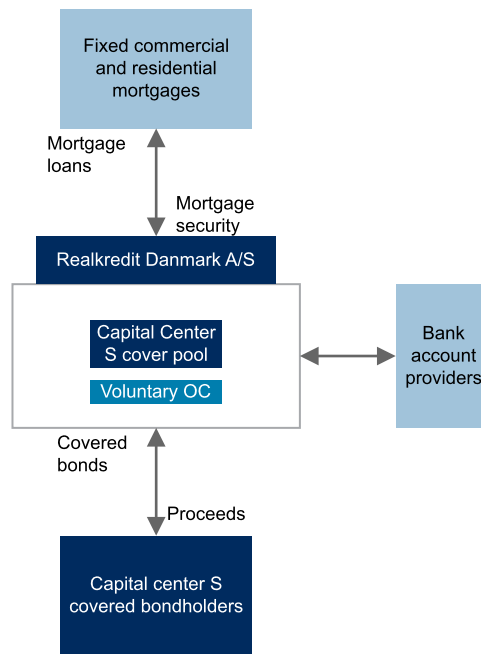 Fixed commercial
and residential
mortgages
Mortgage
loans
Mortgage
security
Realkredit Danmark A/S
Capital Center
S cover pool
Voluntary OC
Bank
account
providers
Covered
bonds
Proceeds
Capital center S
covered bondholders